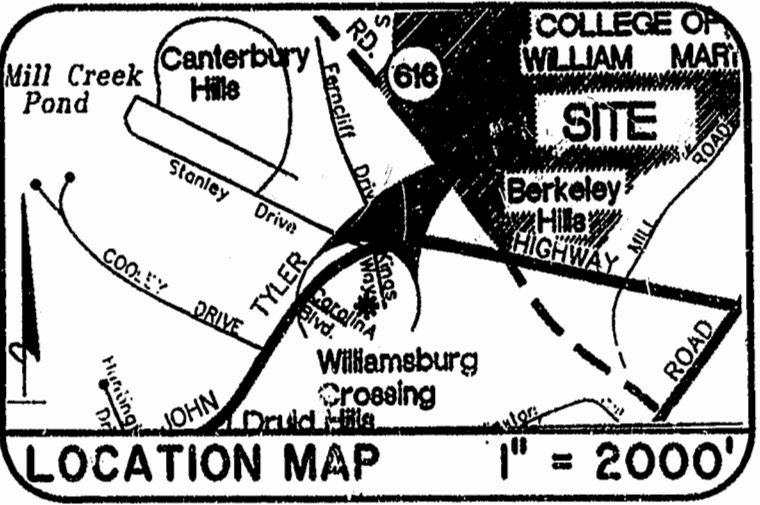 COLLEGE OF
WILLIAM MARY
RD.
616
SITE
Canterbury
Hills
Mill Creek
Pond
Ferncliff
Drive
Stanley Drive
ROAD
Berkeley
Hills
HIGHWAY
MILL
COOLEY DRIVE
TYLER
Kings
Way
Carolina
Blvd.
Williamsburg
Crossing
ROAD
JOHN
Druid Hills
LOCATION MAP 1" = 2000'